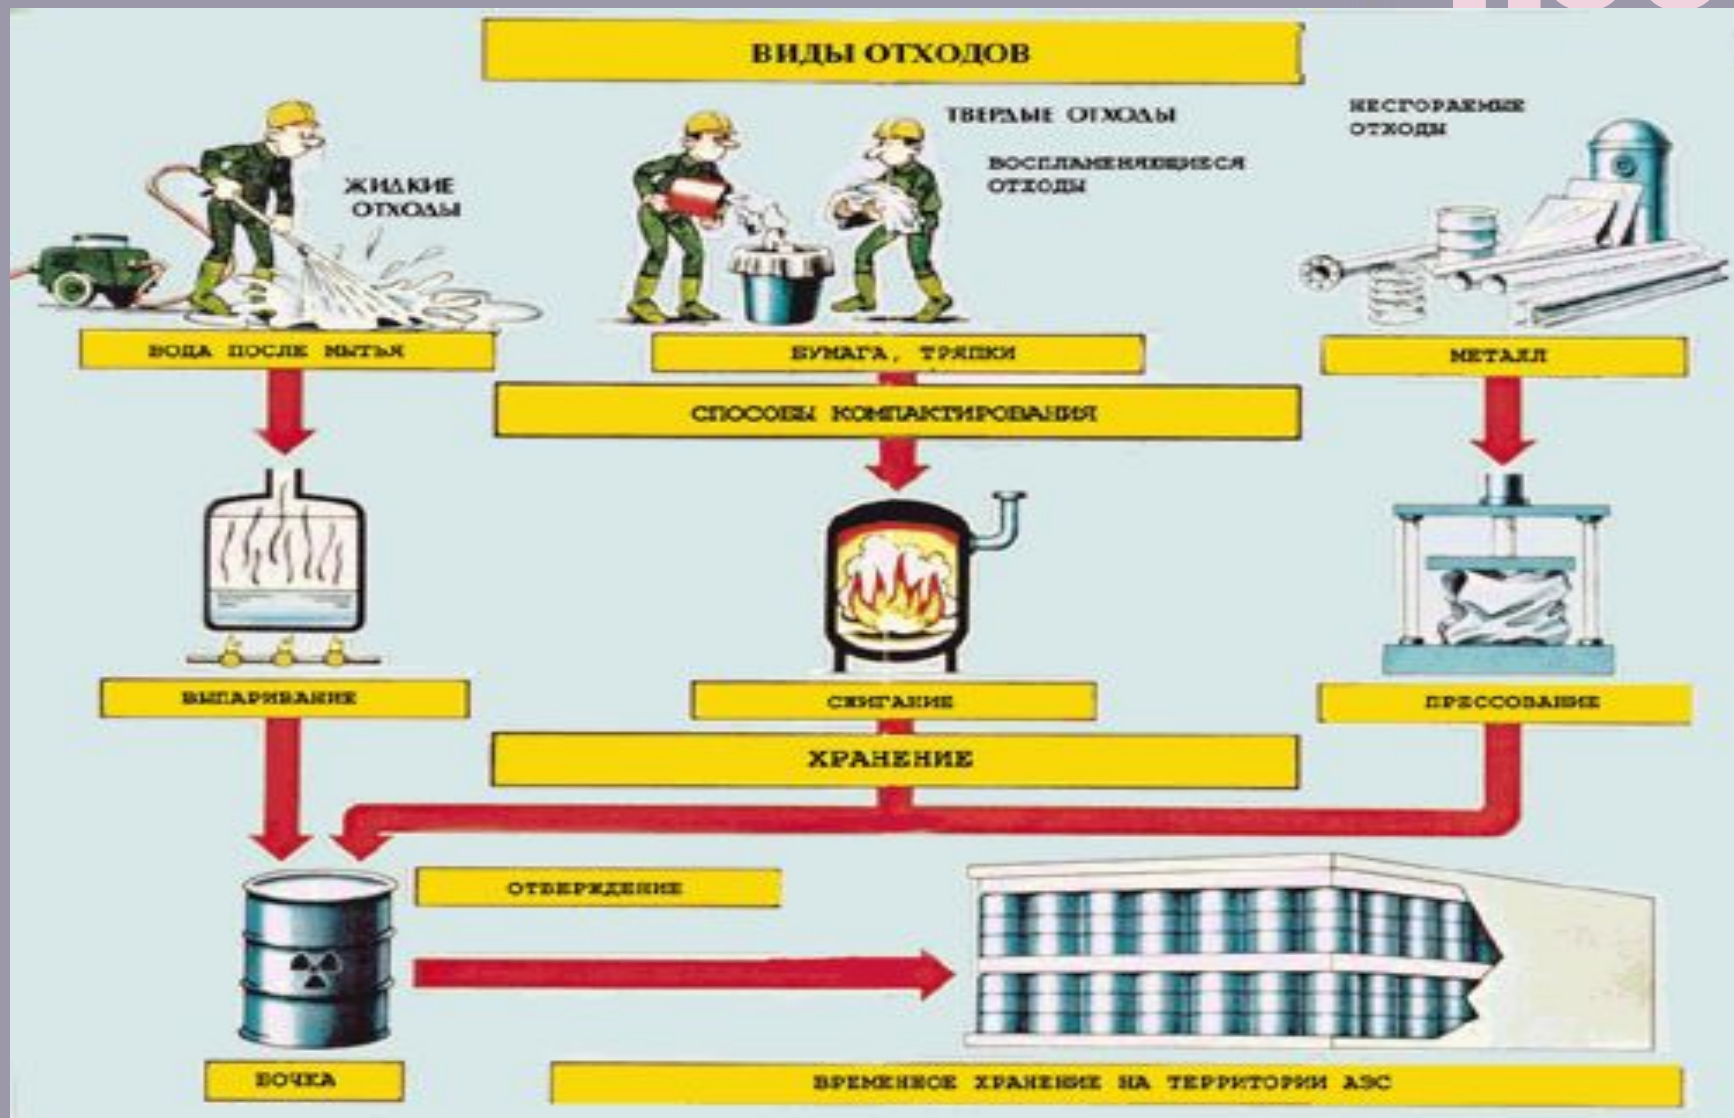 ВИДЫ ОТХОДОВ
ЖИДКИЕ
ОТХОДЫ
ТВЕРДЫЕ ОТХОДЫ
ВОСПЛАМЕНЯЮЩИЕСЯ
ОТХОДЫ
НЕСГОРАЕМЫЕ
ОТХОДЫ
ВОДА ПОСЛЕ МЫТЬЯ
БУМАГА, ТРЯПКИ
МЕТАЛЛ
СПОСОБЫ КОМПАКТИРОВАНИЯ
ВЫПАРИВАНИЕ
СЖИГАНИЕ
ПРЕССОВАНИЕ
ХРАНЕНИЕ
ОТВЕРЖДЕНИЕ
БОЧКА
ВРЕМЕННОЕ ХРАНЕНИЕ НА ТЕРРИТОРИИ АЭС